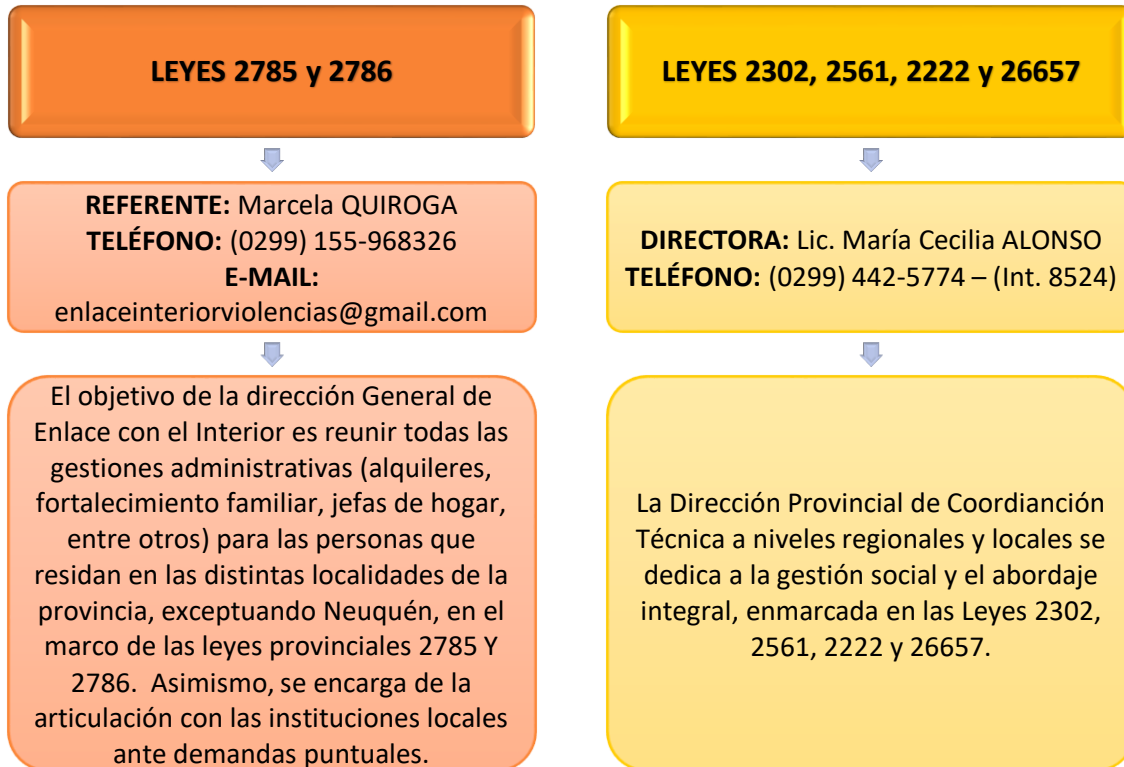 LEYES 2785 y 2786
REFERENTE: Marcela QUIROGA
TELÉFONO: (0299) 155-968326
E-MAIL:
enlaceinteriorviolencias@gmail.com
El objetivo de la dirección General de
Enlace con el Interior es reunir todas las
gestiones administrativas (alquileres,
fortalecimiento familiar, jefas de hogar,
entre otros) para las personas que
residan en las distintas localidades de la
provincia, exceptuando Neuquén, en el
marco de las leyes provinciales 2785 Y
2786. Asimismo, se encarga de la
articulación con las instituciones locales
ante demandas puntuales.
LEYES 2302, 2561, 2222 y 26657
DIRECTORA: Lic. María Cecilia ALONSO
TELÉFONO: (0299) 442-5774 – (Int. 8524)
La Dirección Provincial de Coordianción
Técnica a niveles regionales y locales se
dedica a la gestión social y el abordaje
integral, enmarcada en las Leyes 2302,
2561, 2222 y 26657.